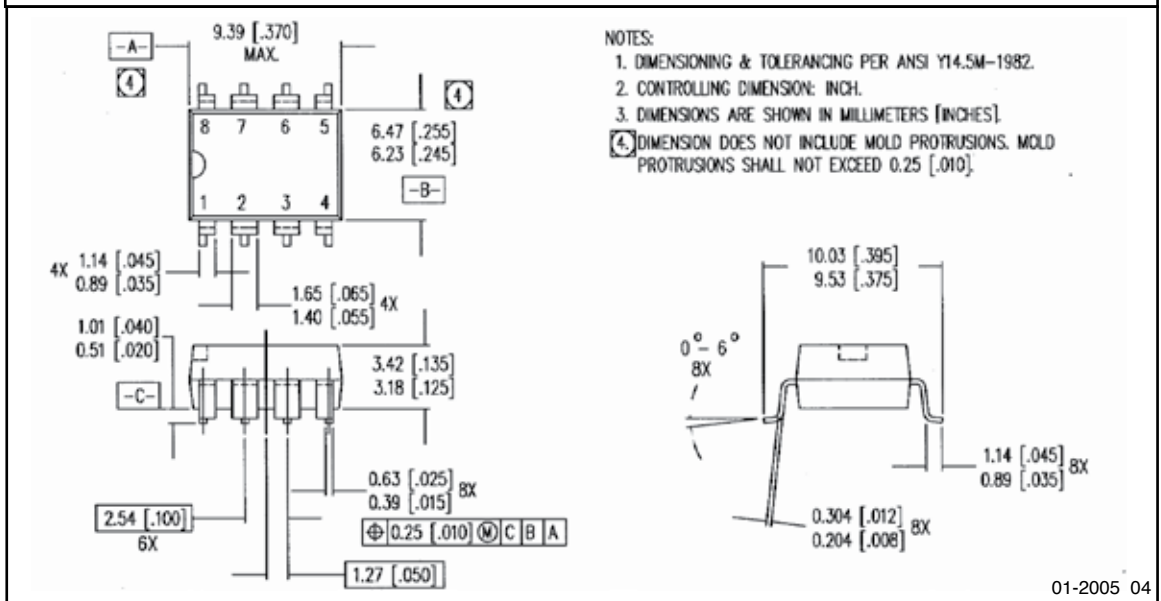 9.39 [.370]
MAX.
-A-
4
4
8 7 6 5
1 2 3 4
6.47 [.255]
6.23 [.245]
-B-
4X 1.14 [.045]
0.89 [.035]
1.65 [.065] 4X
1.40 [.055]
1.01 [.040]
0.51 [.020]
-C-
3.42 [.135]
3.18 [.125]
0.63 [.025] 8X
0.39 [.015]
2.54 [.100]
6X
⌖ 0.25 [.010] Ⓜ C B A
1.27 [.050]
NOTES:
1. DIMENSIONING & TOLERANCING PER ANSI Y14.5M-1982.
2. CONTROLLING DIMENSION: INCH.
3. DIMENSIONS ARE SHOWN IN MILLIMETERS [INCHES].
4. DIMENSION DOES NOT INCLUDE MOLD PROTRUSIONS. MOLD
PROTRUSIONS SHALL NOT EXCEED 0.25 [.010].
10.03 [.395]
9.53 [.375]
0° - 6°
8X
1.14 [.045] 8X
0.89 [.035]
0.304 [.012] 8X
0.204 [.008]
01-2005 04